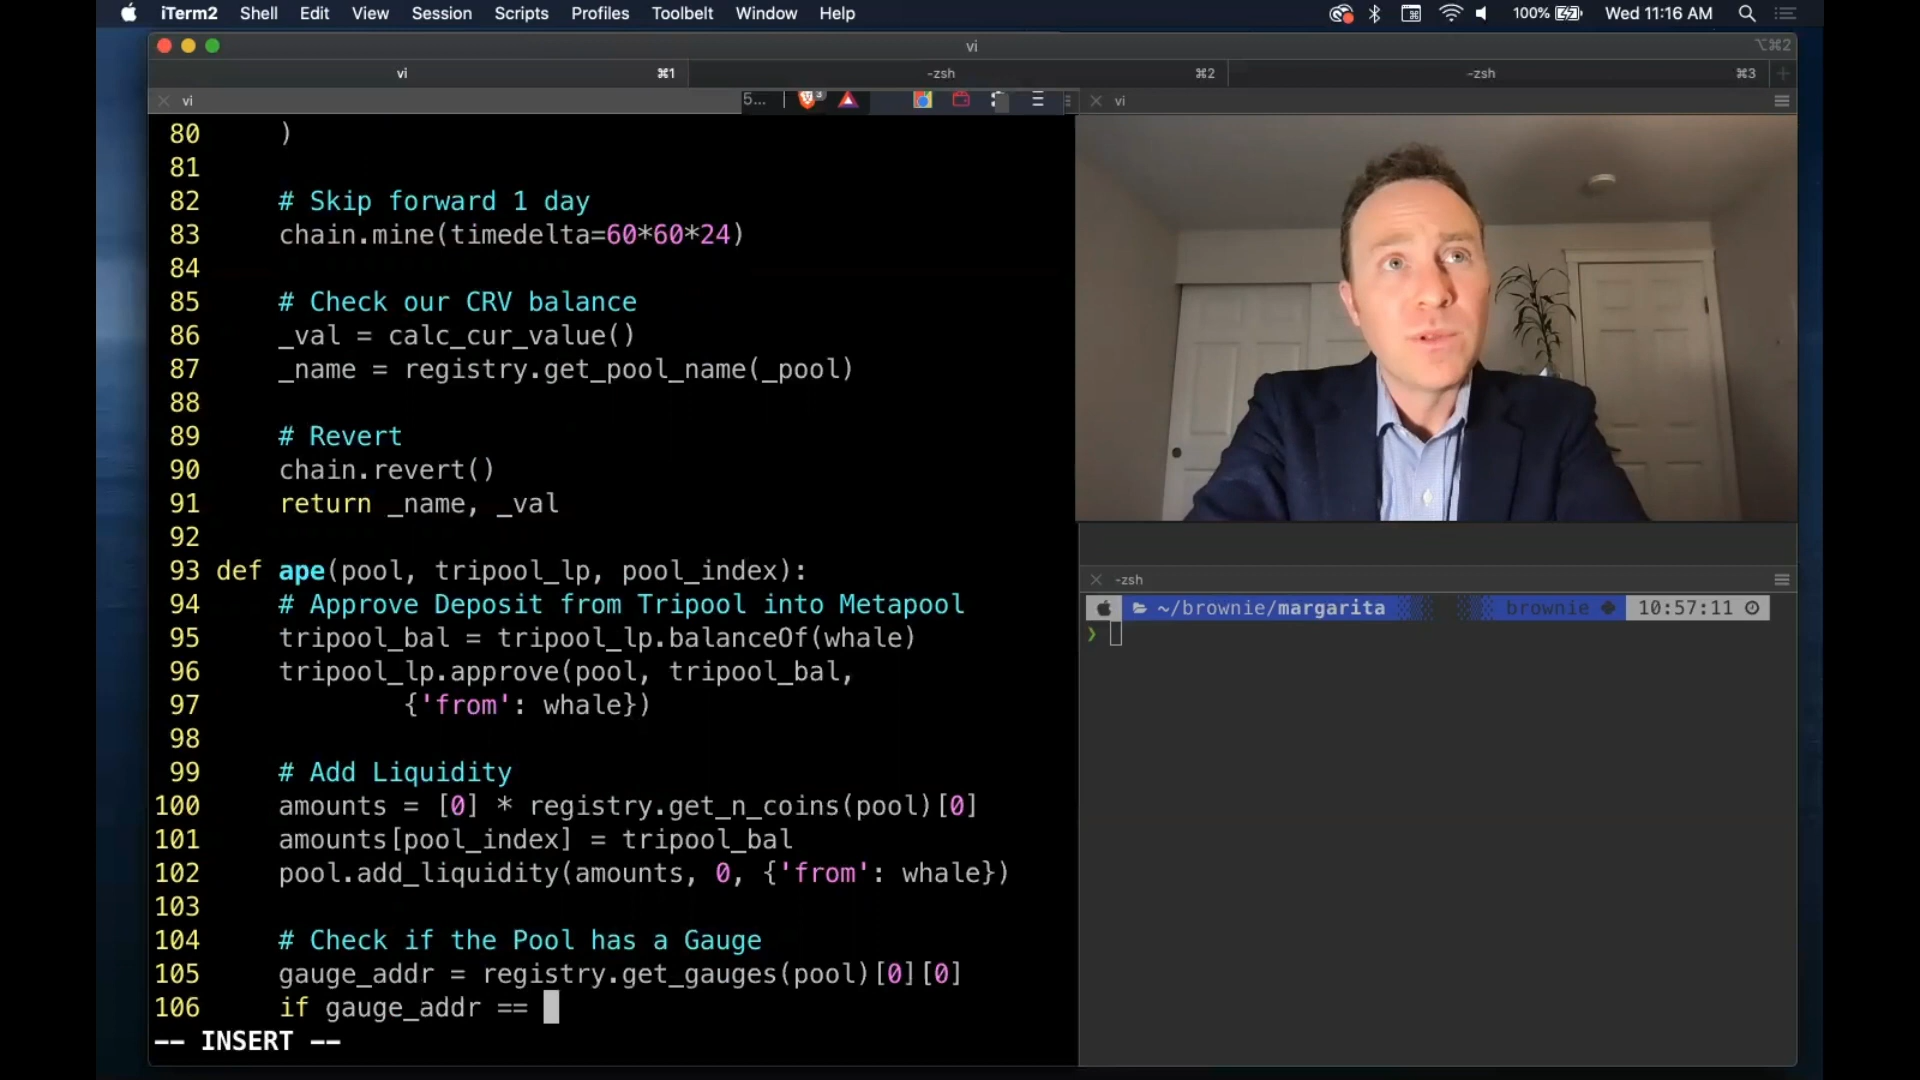 iTerm2 Shell Edit View Session Scripts Profiles Toolbelt Window Help 100% Wed 11:16 AM
vi ⌥⌘2
vi ⌘1 -zsh ⌘2 -zsh ⌘3
vi 5... 3 vi
80 )
81
82 # Skip forward 1 day
83 chain.mine(timedelta=60*60*24)
84
85 # Check our CRV balance
86 _val = calc_cur_value()
87 _name = registry.get_pool_name(_pool)
88
89 # Revert
90 chain.revert()
91 return _name, _val
92
93 def ape(pool, tripool_lp, pool_index):
94 # Approve Deposit from Tripool into Metapool
95 tripool_bal = tripool_lp.balanceOf(whale)
96 tripool_lp.approve(pool, tripool_bal,
97 {'from': whale})
98
99 # Add Liquidity
100 amounts = [0] * registry.get_n_coins(pool)[0]
101 amounts[pool_index] = tripool_bal
102 pool.add_liquidity(amounts, 0, {'from': whale})
103
104 # Check if the Pool has a Gauge
105 gauge_addr = registry.get_gauges(pool)[0][0]
106 if gauge_addr ==
-- INSERT --
-zsh
~/brownie/margarita brownie 10:57:11
❯